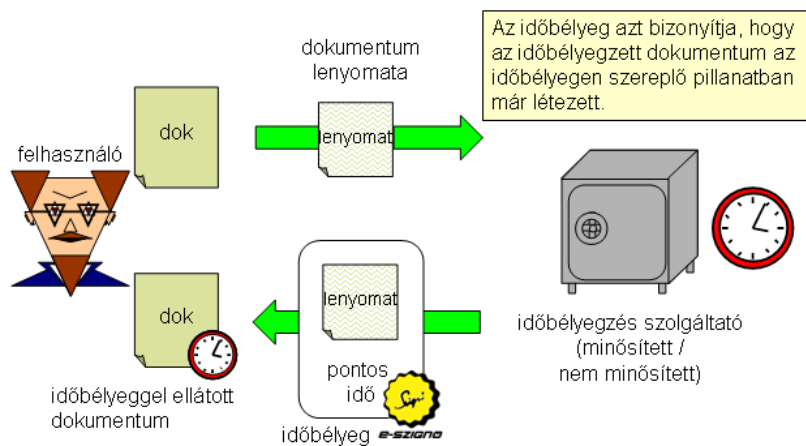 Az időbélyeg azt bizonyítja, hogy
az időbélyegzett dokumentum az
időbélyegen szereplő pillanatban
már létezett.
dokumentum
lenyomata
dok
lenyomat
felhasználó
lenyomat
dok
pontos
idő
időbélyegzés szolgáltató
(minősített /
nem minősített)
időbélyeggel ellátott
dokumentum
időbélyeg
e-szigno